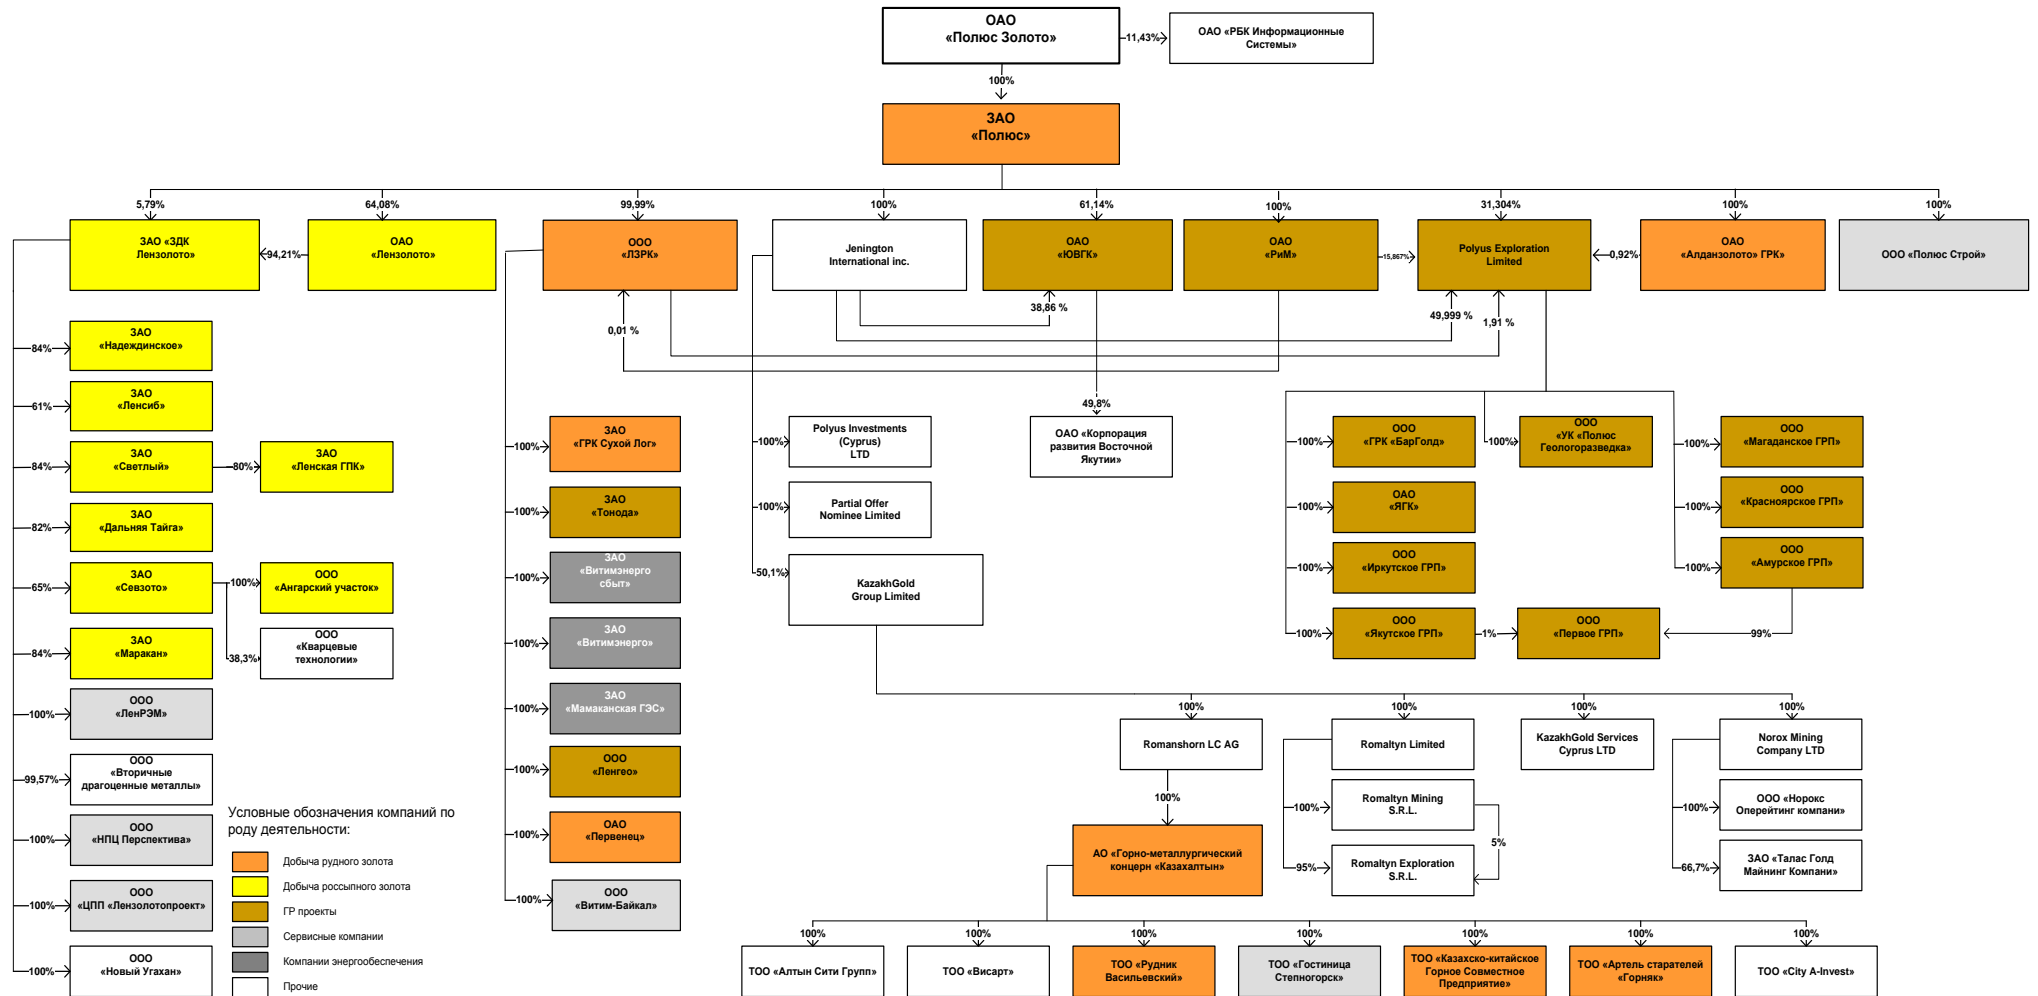 ОАО
«Полюс Золото»
11,43%
ОАО «РБК Информационные
Системы»
100%
ЗАО
«Полюс»
5,79%
64,08%
99,99%
100%
61,14%
100%
31,304%
100%
100%
ЗАО «ЗДК
Лензолото»
94,21%
ОАО
«Лензолото»
ООО
«ЛЗРК»
Jenington
International inc.
ОАО
«ЮВГК»
ОАО
«РиМ»
15,867%
Polyus Exploration
Limited
0,92%
ОАО
«Алданзолото» ГРК»
ООО «Полюс Строй»
0,01 %
38,86 %
49,999 %
1,91 %
84%
ЗАО
«Надеждинское»
61%
ЗАО
«Ленсиб»
84%
ЗАО
«Светлый»
80%
ЗАО
«Ленская ГПК»
82%
ЗАО
«Дальняя Тайга»
65%
ЗАО
«Севзото»
100%
ООО
«Ангарский участок»
84%
ЗАО
«Маракан»
38,3%
ООО
«Кварцевые
технологии»
100%
ООО
«ЛенРЭМ»
99,57%
ООО
«Вторичные
драгоценные металлы»
100%
ООО
«НПЦ Перспектива»
100%
ООО
«ЦПП «Лензолотопроект»
100%
ООО
«Новый Угахан»
Условные обозначения компаний по
роду деятельности:
Добыча рудного золота
Добыча россыпного золота
ГР проекты
Сервисные компании
Компании энергообеспечения
Прочие
100%
ЗАО
«ГРК Сухой Лог»
100%
ЗАО
«Тонода»
100%
ЗАО
«Витимэнерго
сбыт»
100%
ЗАО
«Витимэнерго»
100%
ЗАО
«Мамаканская ГЭС»
100%
ООО
«Ленгео»
100%
ОАО
«Первенец»
100%
ООО
«Витим-Байкал»
100%
Polyus Investments
(Cyprus)
LTD
100%
Partial Offer
Nominee Limited
50,1%
KazakhGold
Group Limited
49,8%
ОАО «Корпорация
развития Восточной
Якутии»
100%
ООО
«ГРК «БарГолд»
100%
ООО
«УК «Полюс
Геологоразведка»
100%
ООО
«Магаданское ГРП»
100%
ОАО
«ЯГК»
100%
ООО
«Красноярское ГРП»
100%
ООО
«Иркутское ГРП»
100%
ООО
«Амурское ГРП»
100%
ООО
«Якутское ГРП»
1%
ООО
«Первое ГРП»
99%
100%
100%
100%
100%
Romanshorn LC AG
Romaltyn Limited
KazakhGold Services
Cyprus LTD
Norox Mining
Company LTD
100%
100%
Romaltyn Mining
S.R.L.
5%
95%
Romaltyn Exploration
S.R.L.
100%
ООО «Норокс
Оперейтинг компани»
66,7%
ЗАО «Талас Голд
Майнинг Компани»
АО «Горно-металлургический
концерн «Казахалтын»
100%
100%
100%
100%
100%
100%
100%
ТОО «Алтын Сити Групп»
ТОО «Висарт»
ТОО «Рудник
Васильевский»
ТОО «Гостиница
Степногорск»
ТОО «Казахско-китайское
Горное Совместное
Предприятие»
ТОО «Артель старателей
«Горняк»
ТОО «City A-Invest»